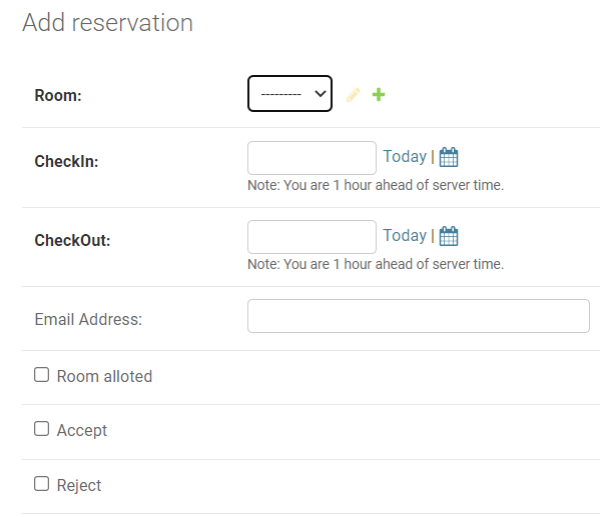 Add reservation
Room: ---------
CheckIn: Today |
Note: You are 1 hour ahead of server time.
CheckOut: Today |
Note: You are 1 hour ahead of server time.
Email Address:
Room alloted
Accept
Reject